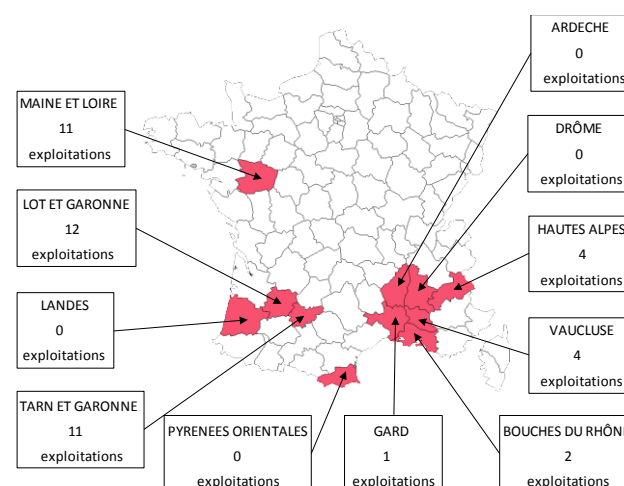 ARDECHE
0
exploitations
MAINE ET LOIRE
11
exploitations
DRÔME
0
exploitations
LOT ET GARONNE
12
exploitations
HAUTES ALPES
4
exploitations
LANDES
0
exploitations
VAUCLUSE
4
exploitations
TARN ET GARONNE
11
exploitations
PYRENEES ORIENTALES
0
exploitations
GARD
1
exploitations
BOUCHES DU RHÔNE
2
exploitations